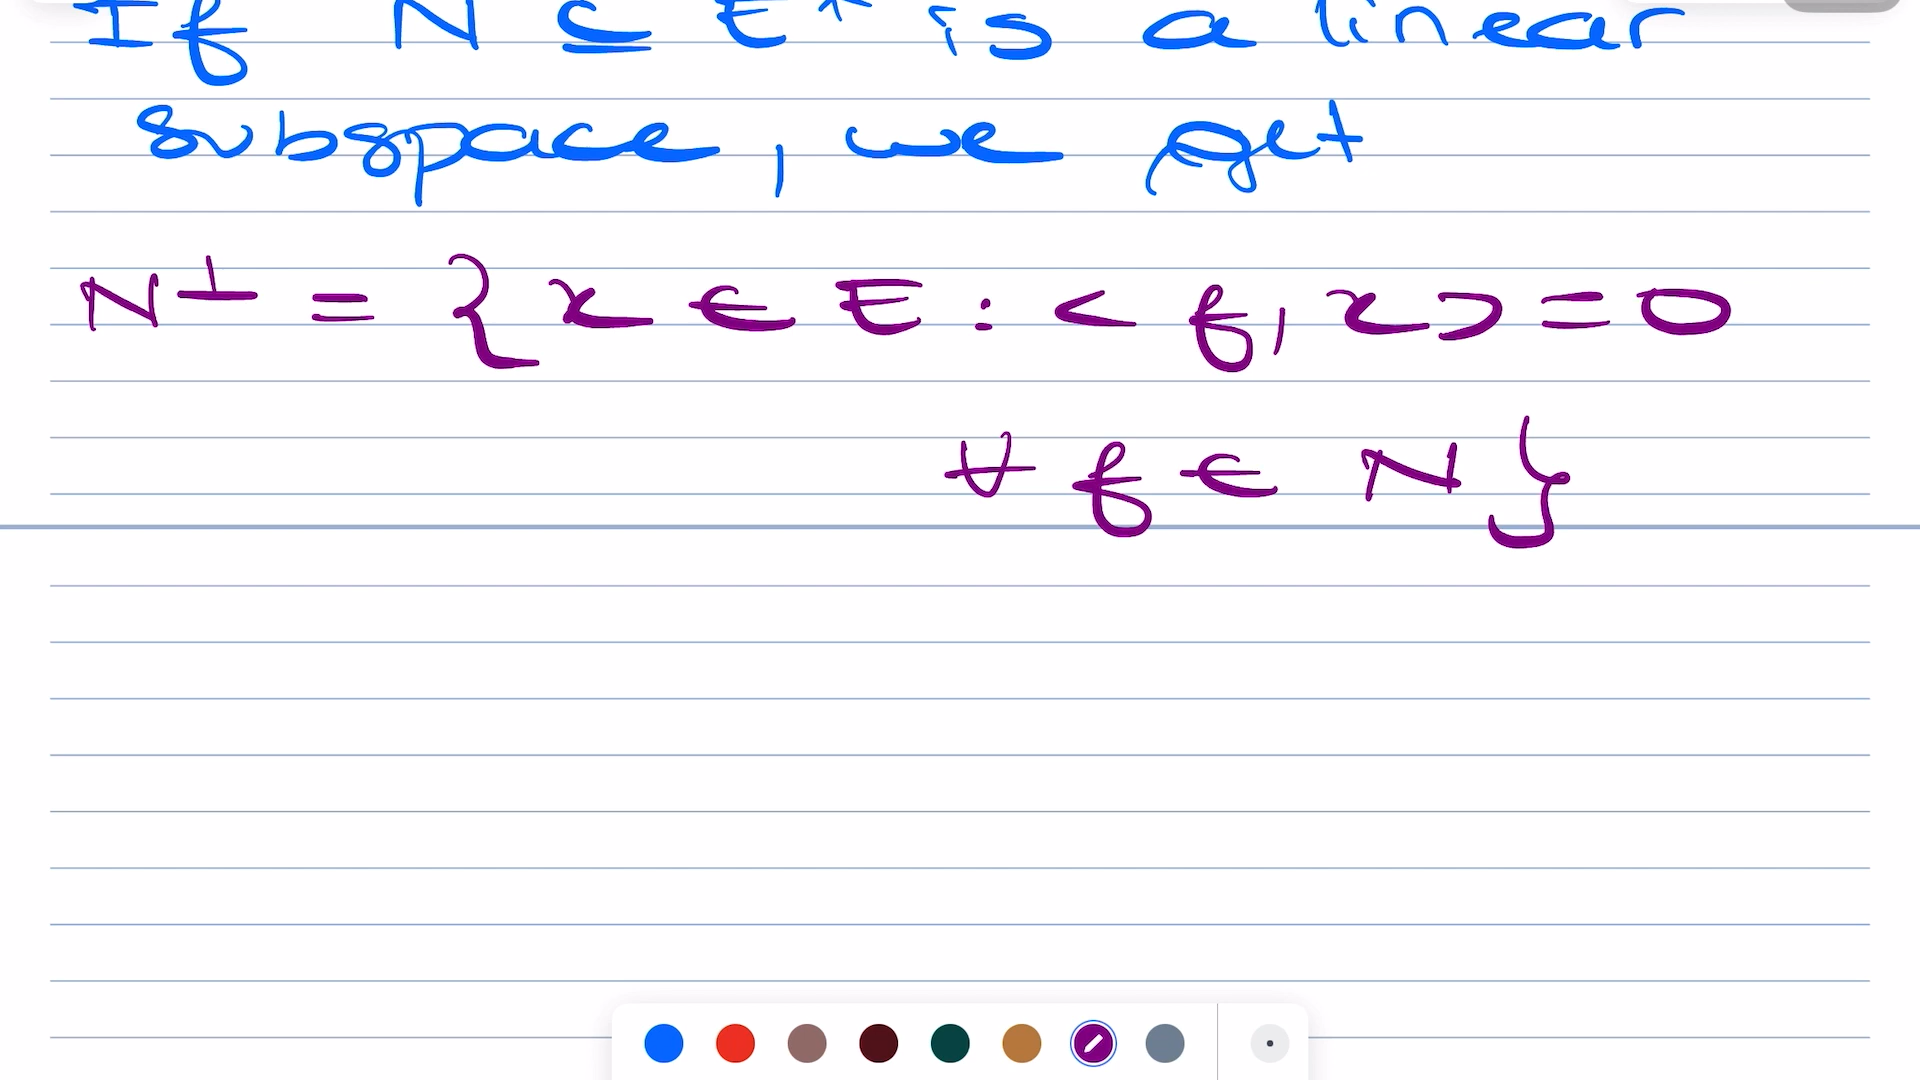 If N ⊆ E* is a linear
subspace, we get
N⊥ = { x ∈ E : < f, x > = 0
∀ f ∈ N }